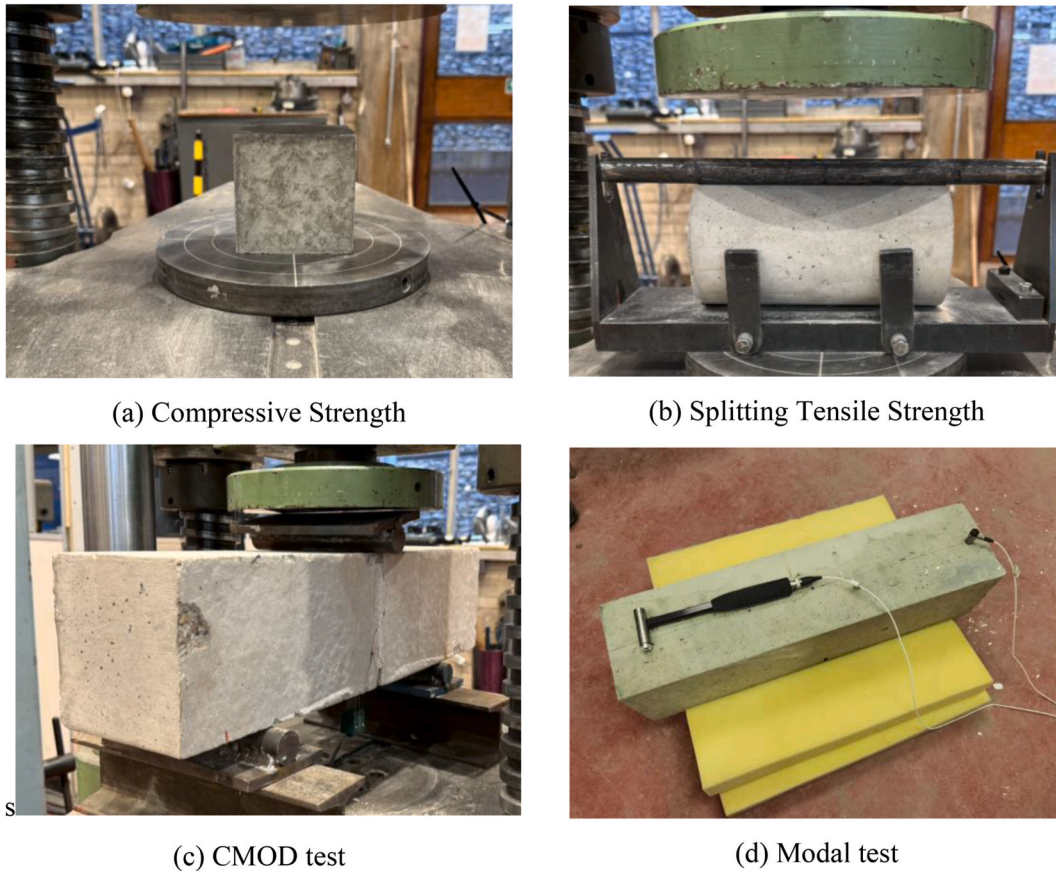 (a) Compressive Strength
(b) Splitting Tensile Strength
s
(c) CMOD test
(d) Modal test